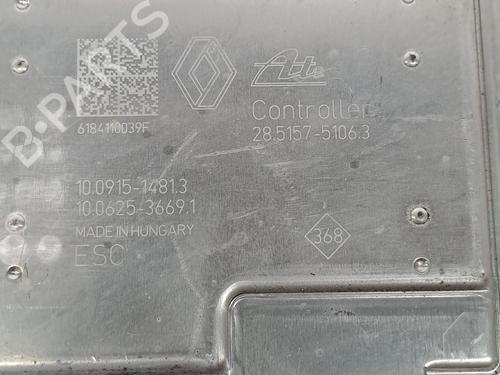 B-PARTS
6184110039F
Ate
Controller
28.5157-5106.3
10.0915-1481.3
10.0625-3669.1
MADE IN HUNGARY
ESC
368